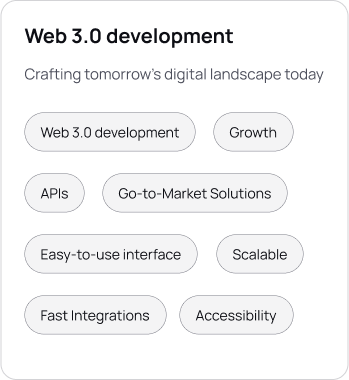 Web 3.0 development
Crafting tomorrow's digital landscape today
Web 3.0 development
Growth
APIs
Go-to-Market Solutions
Easy-to-use interface
Scalable
Fast Integrations
Accessibility